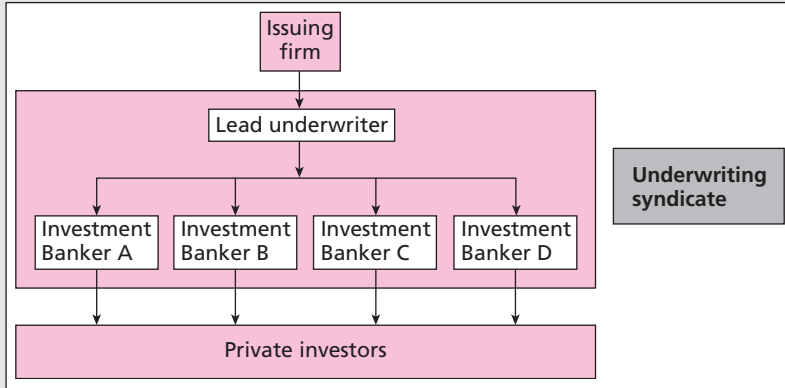 Issuing
firm
Lead underwriter
Underwriting
syndicate
Investment
Banker A
Investment
Banker B
Investment
Banker C
Investment
Banker D
Private investors